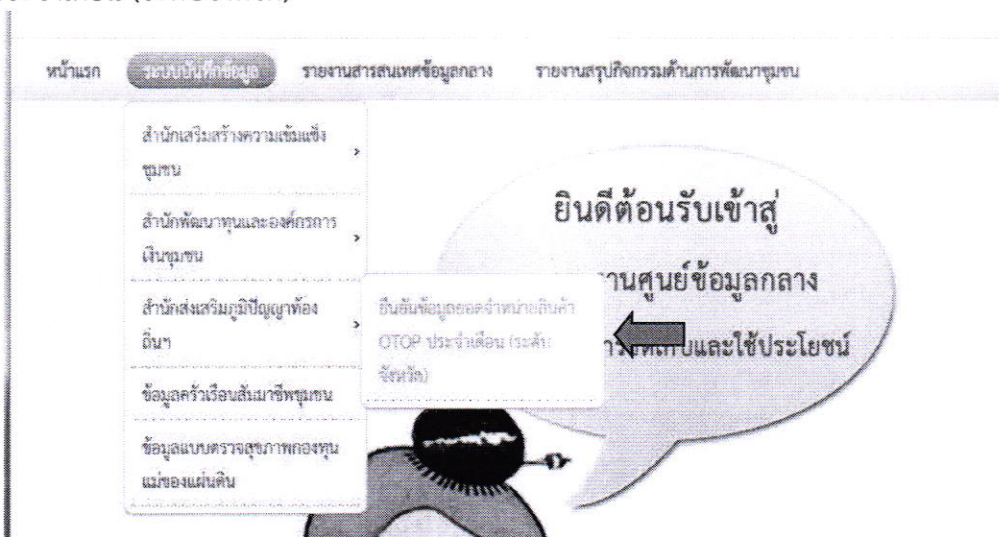 หน้าแรก ระบบบันทึกข้อมูล รายงานสารสนเทศข้อมูลกลาง รายงานสรุปกิจกรรมด้านการพัฒนาชุมชน
สำนักเสริมสร้างความเข้มแข็ง
ชุมชน
สำนักพัฒนาทุนและองค์กรการ
เงินชุมชน
สำนักส่งเสริมภูมิปัญญาท้อง
ถิ่นฯ
ข้อมูลครัวเรือนสัมมาชีพชุมชน
ข้อมูลแบบตรวจสุขภาพกองทุน
แม่ของแผ่นดิน
ยืนยันข้อมูลยอดจำหน่ายสินค้า
OTOP ประจำเดือน (ระดับ
จังหวัด)
ยินดีต้อนรับเข้าสู่
านศูนย์ข้อมูลกลาง
และใช้ประโยชน์